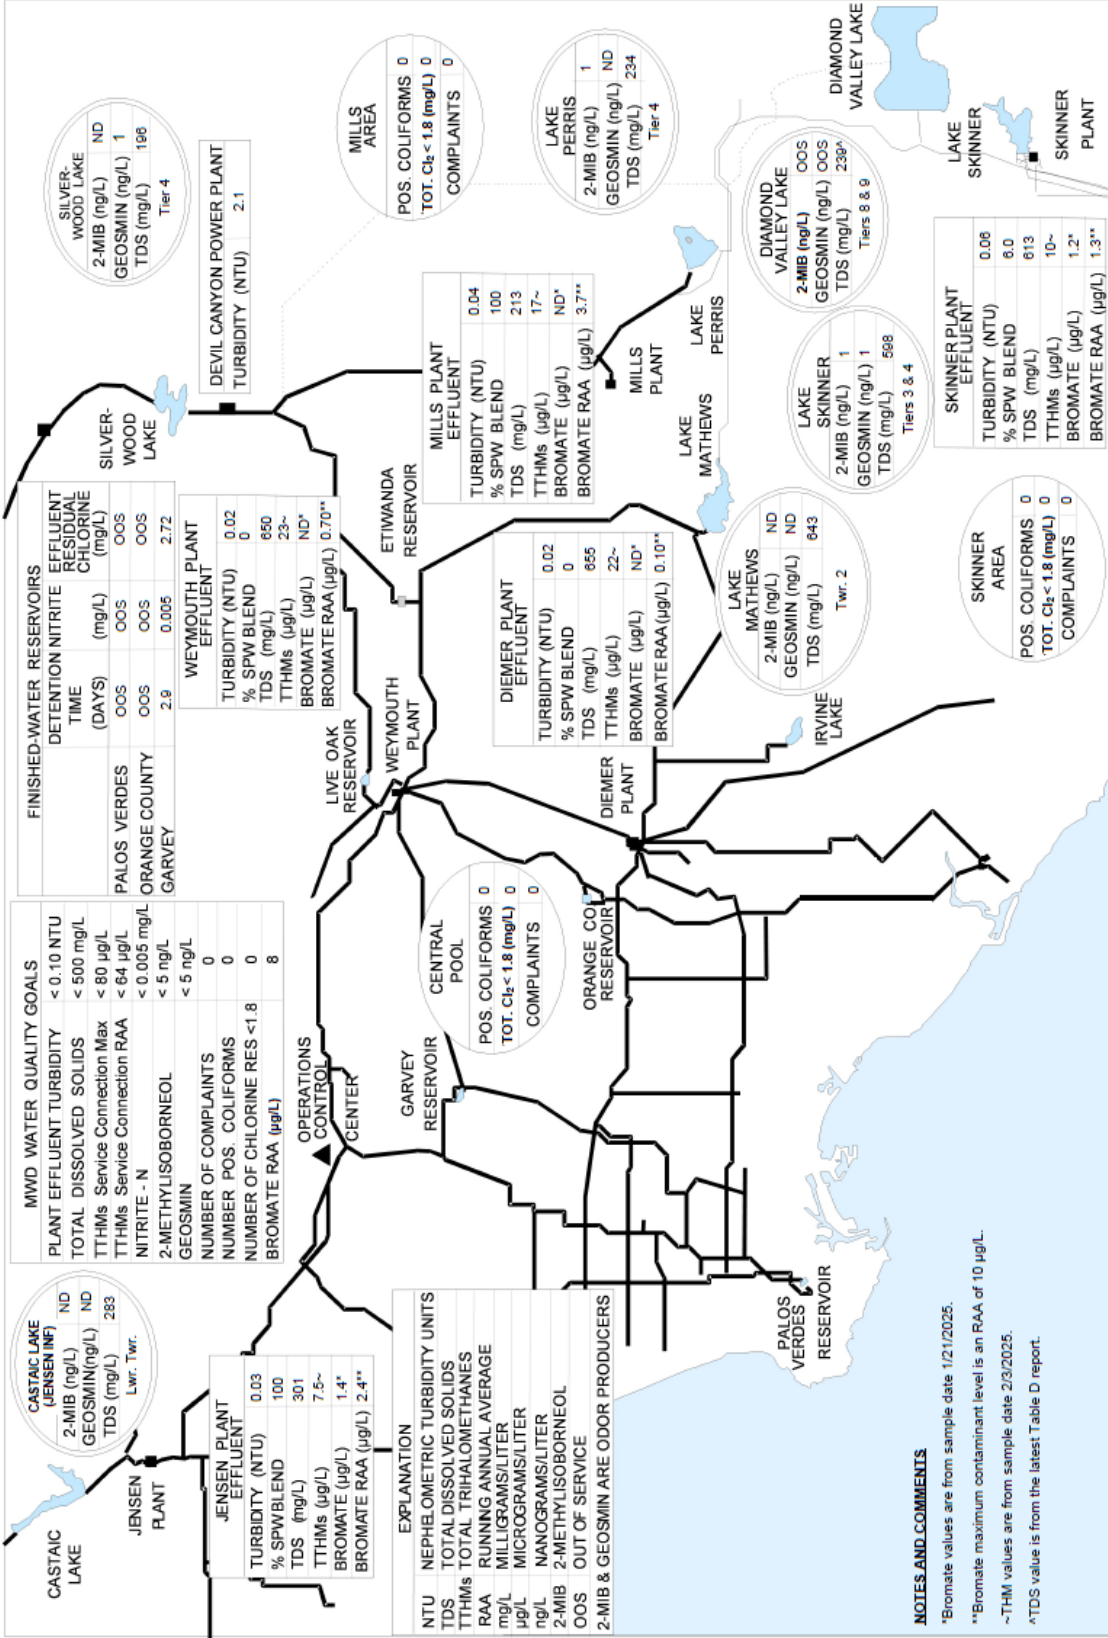 CASTAIC LAKE
(JENSEN INF)
2-MIB (ng/L) ND
GEOSMIN(ng/L) ND
TDS (mg/L) 283
Lwr. Twr.
CASTAIC
LAKE
JENSEN
PLANT
JENSEN PLANT
EFFLUENT
TURBIDITY (NTU) 0.03
% SPW BLEND 100
TDS (mg/L) 301
TTHMs (µg/L) 7.5~
BROMATE (µg/L) 1.4*
BROMATE RAA (µg/L) 2.4**
MWD WATER QUALITY GOALS
PLANT EFFLUENT TURBIDITY < 0.10 NTU
TOTAL DISSOLVED SOLIDS < 500 mg/L
TTHMs Service Connection Max < 80 µg/L
TTHMs Service Connection RAA < 64 µg/L
NITRITE - N < 0.005 mg/L
2-METHYLISOBORNEOL < 5 ng/L
GEOSMIN < 5 ng/L
NUMBER OF COMPLAINTS 0
NUMBER POS. COLIFORMS 0
NUMBER OF CHLORINE RES <1.8 0
BROMATE RAA (µg/L) 8
FINISHED-WATER RESERVOIRS
DETENTION TIME (DAYS) NITRITE (mg/L) EFFLUENT RESIDUAL CHLORINE (mg/L)
PALOS VERDES OOS OOS OOS
ORANGE COUNTY OOS OOS OOS
GARVEY 2.9 0.005 2.72
SILVER-
WOOD LAKE
2-MIB (ng/L) ND
GEOSMIN (ng/L) 1
TDS (mg/L) 196
Tier 4
SILVER-
WOOD
LAKE
DEVIL CANYON POWER PLANT
TURBIDITY (NTU) 2.1
WEYMOUTH PLANT
EFFLUENT
TURBIDITY (NTU) 0.02
% SPW BLEND 0
TDS (mg/L) 650
TTHMs (µg/L) 23~
BROMATE (µg/L) ND*
BROMATE RAA (µg/L) 0.70**
OPERATIONS
CONTROL
CENTER
LIVE OAK
RESERVOIR
WEYMOUTH
PLANT
ETIWANDA
RESERVOIR
MILLS
AREA
POS. COLIFORMS 0
TOT. Cl₂ < 1.8 (mg/L) 0
COMPLAINTS 0
EXPLANATION
NTU NEPHELOMETRIC TURBIDITY UNITS
TDS TOTAL DISSOLVED SOLIDS
TTHMs TOTAL TRIHALOMETHANES
RAA RUNNING ANNUAL AVERAGE
mg/L MILLIGRAMS/LITER
µg/L MICROGRAMS/LITER
ng/L NANOGRAMS/LITER
2-MIB 2-METHYLISOBORNEOL
OOS OUT OF SERVICE
2-MIB & GEOSMIN ARE ODOR PRODUCERS
GARVEY
RESERVOIR
CENTRAL
POOL
POS. COLIFORMS 0
TOT. Cl₂ < 1.8 (mg/L) 0
COMPLAINTS 0
MILLS PLANT
EFFLUENT
TURBIDITY (NTU) 0.04
% SPW BLEND 100
TDS (mg/L) 213
TTHMs (µg/L) 17~
BROMATE (µg/L) ND*
BROMATE RAA (µg/L) 3.7**
LAKE
PERRIS
2-MIB (ng/L) 1
GEOSMIN (ng/L) ND
TDS (mg/L) 234
Tier 4
DIEMER PLANT
EFFLUENT
TURBIDITY (NTU) 0.02
% SPW BLEND 0
TDS (mg/L) 655
TTHMs (µg/L) 22~
BROMATE (µg/L) ND*
BROMATE RAA (µg/L) 0.10**
ORANGE CO
RESERVOIR
DIEMER
PLANT
MILLS
PLANT
LAKE
PERRIS
LAKE
MATHEWS
LAKE
MATHEWS
2-MIB (ng/L) ND
GEOSMIN (ng/L) ND
TDS (mg/L) 643
Twr. 2
DIAMOND
VALLEY LAKE
2-MIB (ng/L) OOS
GEOSMIN (ng/L) OOS
TDS (mg/L) 239^
Tiers 8 & 9
DIAMOND
VALLEY LAKE
PALOS
VERDES
RESERVOIR
IRVINE
LAKE
LAKE
SKINNER
2-MIB (ng/L) 1
GEOSMIN (ng/L) 1
TDS (mg/L) 598
Tiers 3 & 4
LAKE
SKINNER
SKINNER
PLANT
SKINNER PLANT
EFFLUENT
TURBIDITY (NTU) 0.06
% SPW BLEND 6.0
TDS (mg/L) 613
TTHMs (µg/L) 10~
BROMATE (µg/L) 1.2*
BROMATE RAA (µg/L) 1.3**
SKINNER
AREA
POS. COLIFORMS 0
TOT. Cl₂ < 1.8 (mg/L) 0
COMPLAINTS 0
NOTES AND COMMENTS
*Bromate values are from sample date 1/21/2025.
**Bromate maximum contaminant level is an RAA of 10 µg/L.
~THM values are from sample date 2/3/2025.
^TDS value is from the latest Table D report.